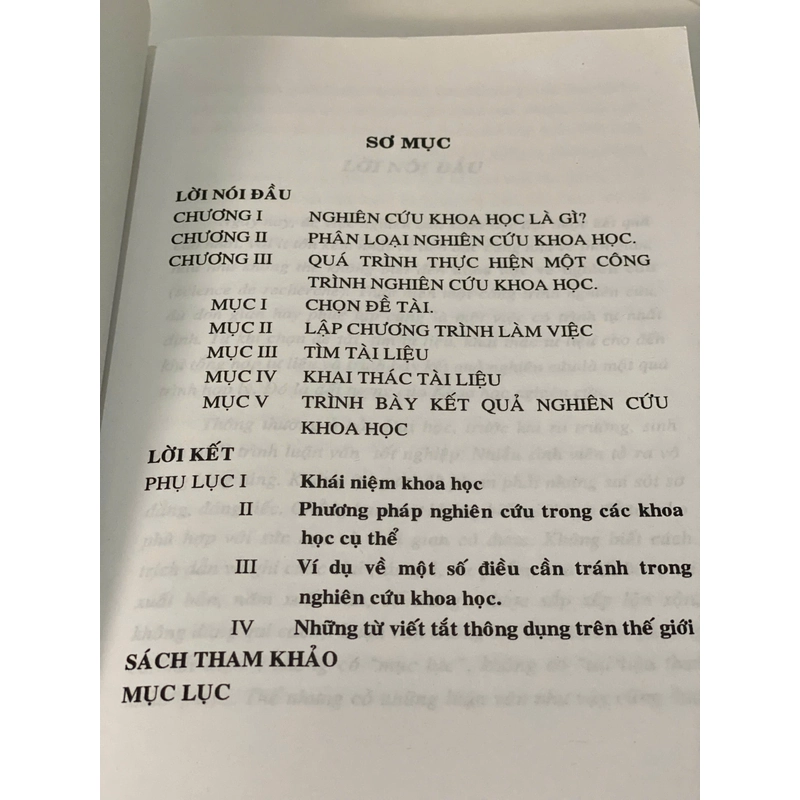 SƠ MỤC
LỜI NÓI ĐẦU
CHƯƠNG I NGHIÊN CỨU KHOA HỌC LÀ GÌ?
CHƯƠNG II PHÂN LOẠI NGHIÊN CỨU KHOA HỌC.
CHƯƠNG III QUÁ TRÌNH THỰC HIỆN MỘT CÔNG
TRÌNH NGHIÊN CỨU KHOA HỌC.
MỤC I CHỌN ĐỀ TÀI.
MỤC II LẬP CHƯƠNG TRÌNH LÀM VIỆC
MỤC III TÌM TÀI LIỆU
MỤC IV KHAI THÁC TÀI LIỆU
MỤC V TRÌNH BÀY KẾT QUẢ NGHIÊN CỨU
KHOA HỌC
LỜI KẾT
PHỤ LỤC I Khái niệm khoa học
II Phương pháp nghiên cứu trong các khoa
học cụ thể
III Ví dụ về một số điều cần tránh trong
nghiên cứu khoa học.
IV Những từ viết tắt thông dụng trên thế giới
SÁCH THAM KHẢO
MỤC LỤC